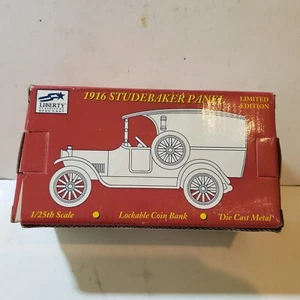 LIBERTY
1916 STUDEBAKER PANEL
LIMITED
EDITION
1/25th Scale
Lockable Coin Bank
Die Cast Metal